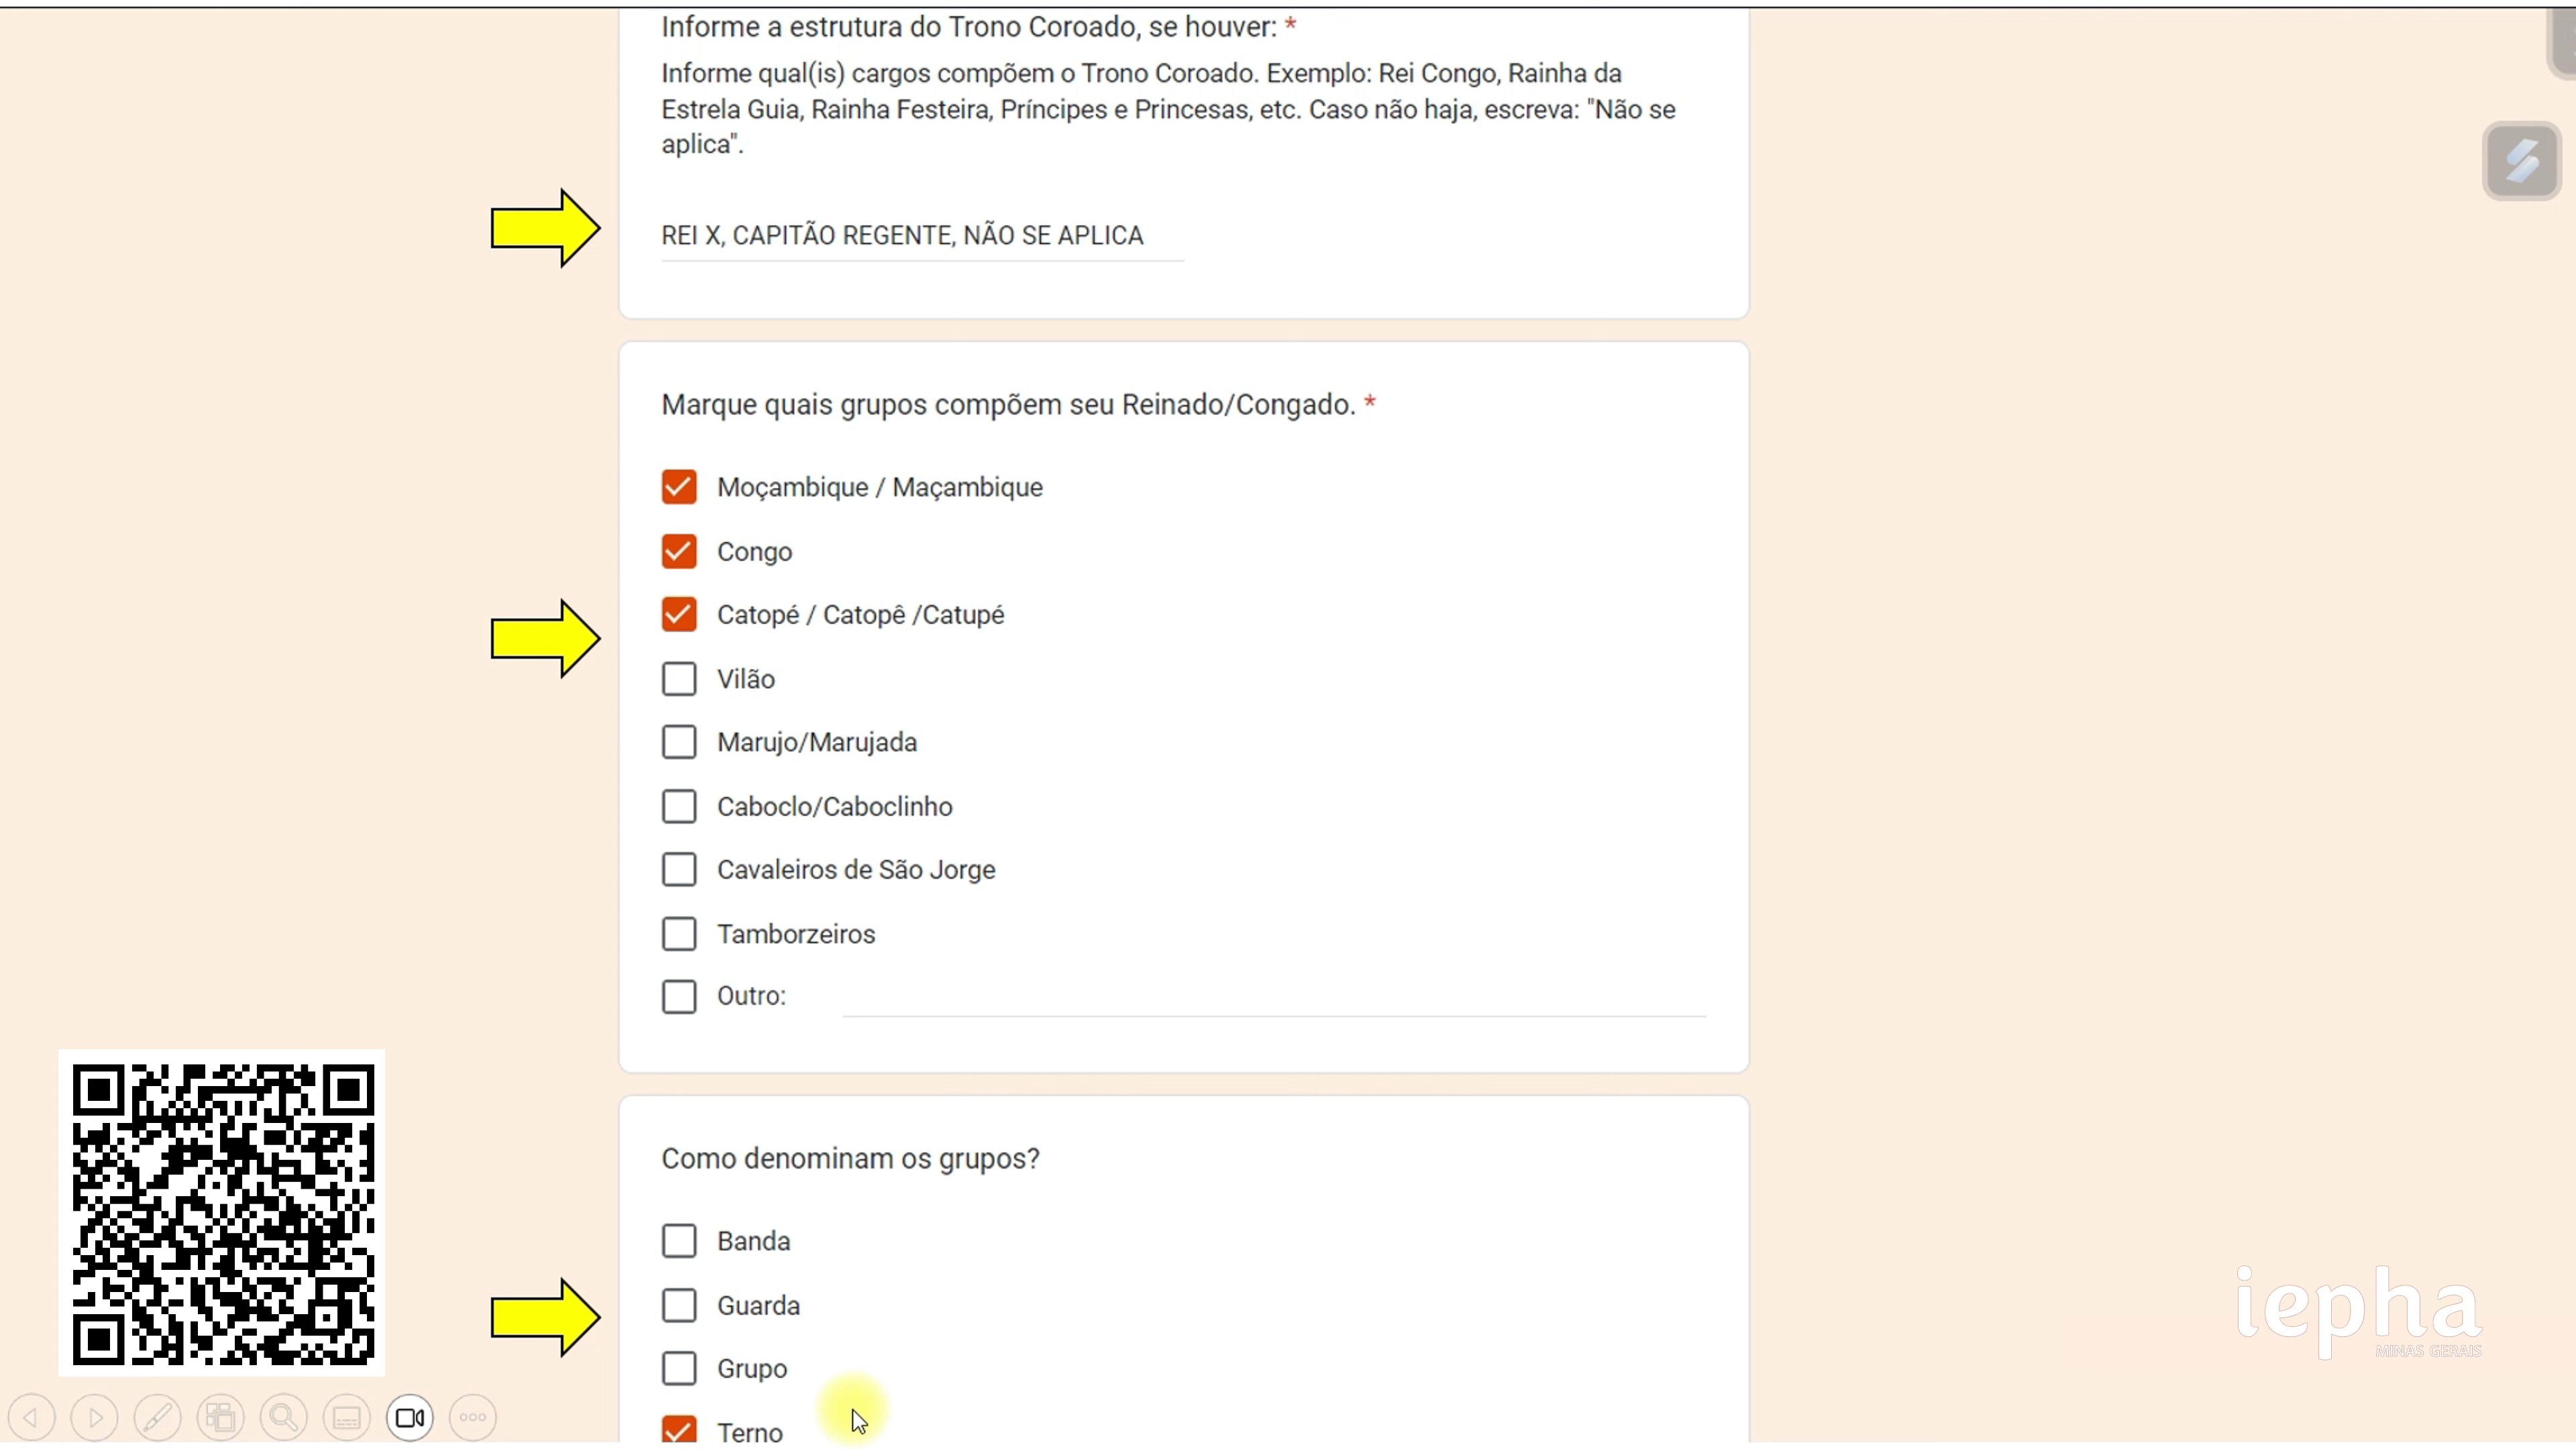 Informe a estrutura do Trono Coroado, se houver: *
Informe qual(is) cargos compõem o Trono Coroado. Exemplo: Rei Congo, Rainha da
Estrela Guia, Rainha Festeira, Príncipes e Princesas, etc. Caso não haja, escreva: "Não se
aplica".
REI X, CAPITÃO REGENTE, NÃO SE APLICA
Marque quais grupos compõem seu Reinado/Congado. *
Moçambique / Maçambique
Congo
Catopé / Catopê /Catupé
Vilão
Marujo/Marujada
Caboclo/Caboclinho
Cavaleiros de São Jorge
Tamborzeiros
Outro:
Como denominam os grupos?
Banda
Guarda
Grupo
Terno
iepha
MINAS GERAIS